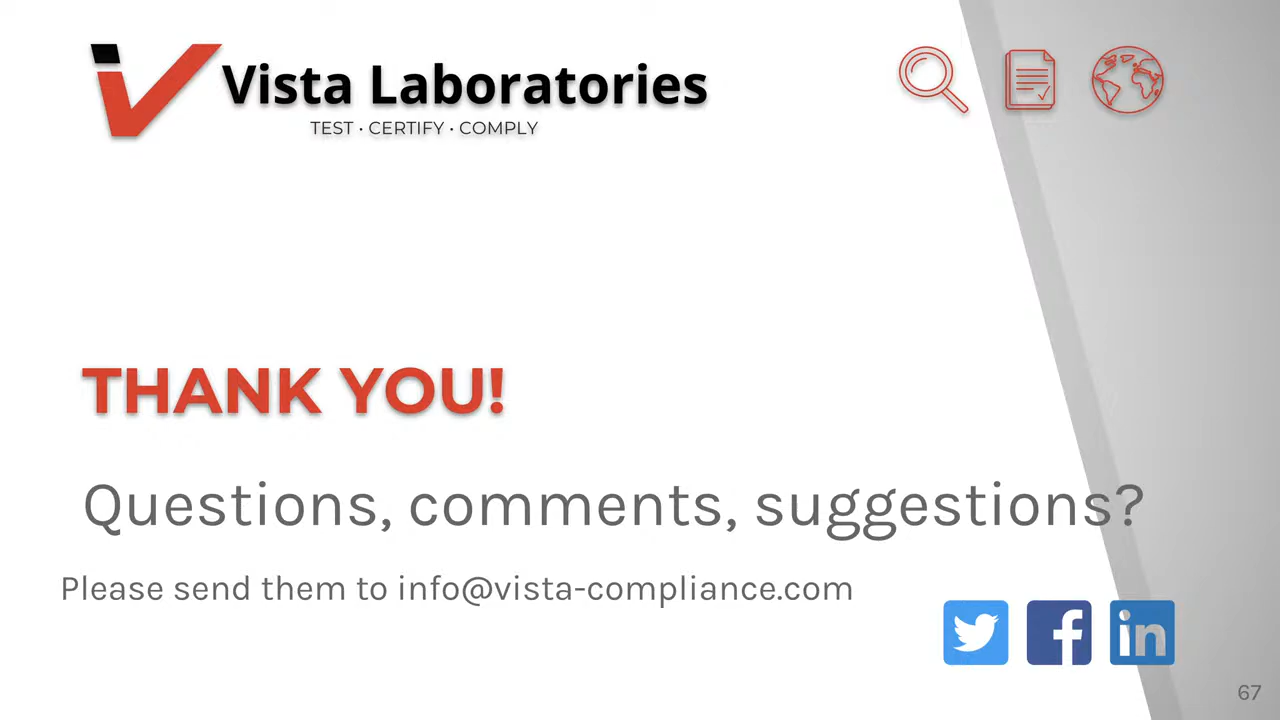 Vista Laboratories
TEST · CERTIFY · COMPLY
THANK YOU!
Questions, comments, suggestions?
Please send them to info@vista-compliance.com
in
67